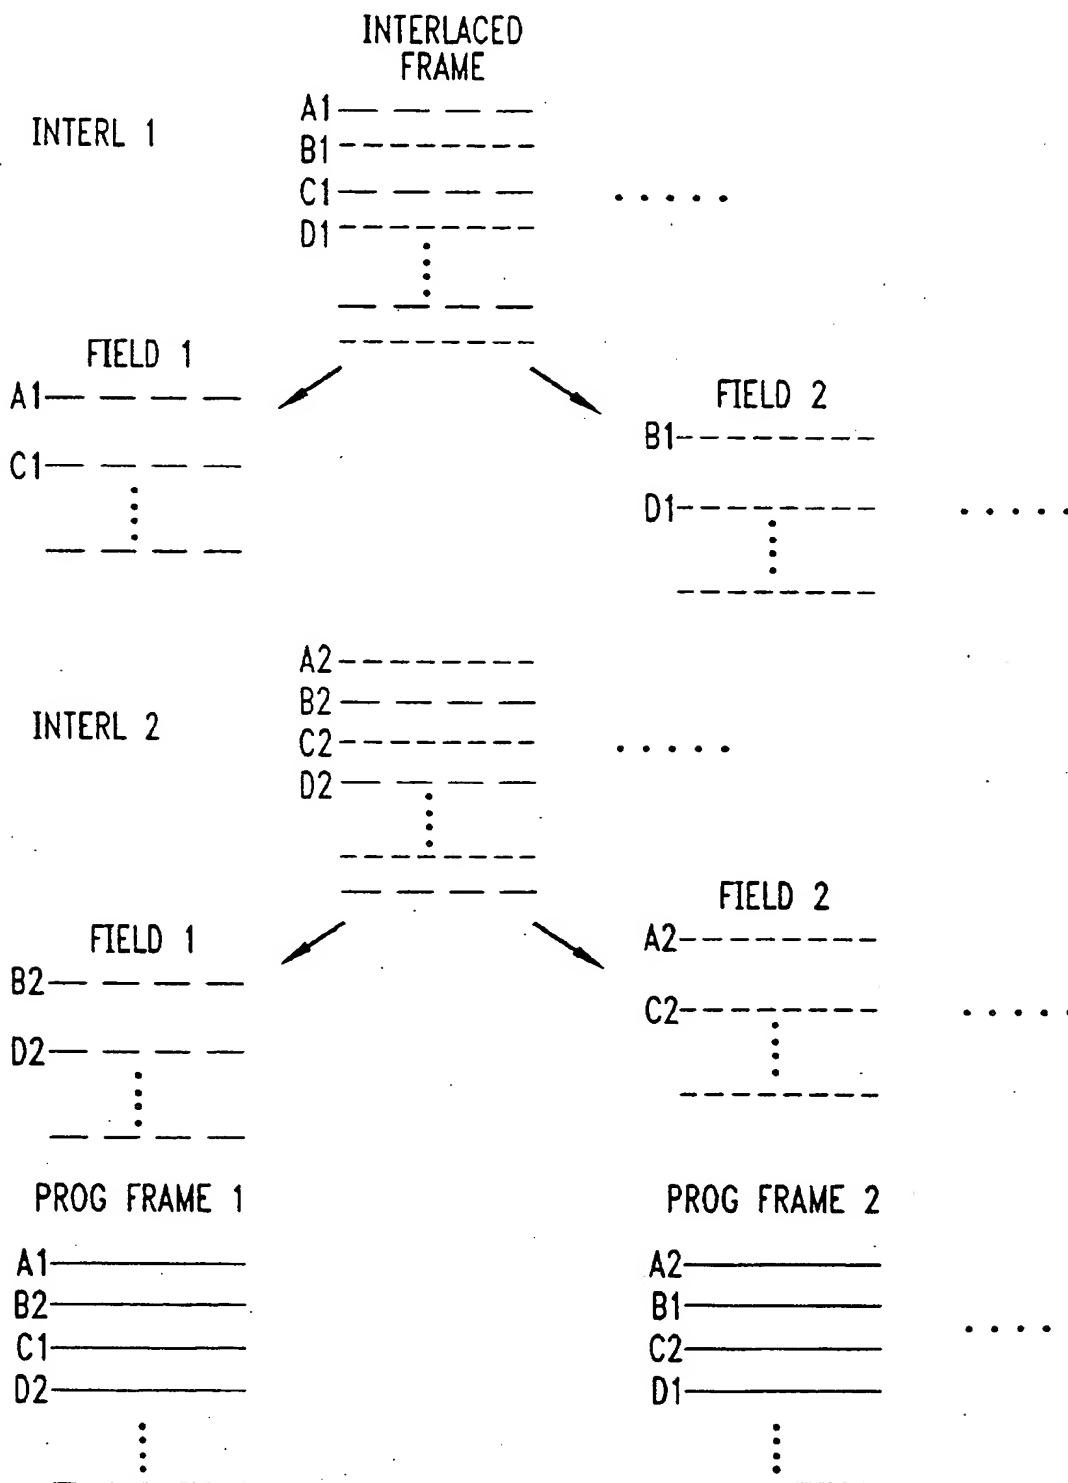 INTERLACED
FRAME
INTERL 1
A1
B1
C1
D1
FIELD 1
A1
C1
FIELD 2
B1
D1
INTERL 2
A2
B2
C2
D2
FIELD 1
B2
D2
FIELD 2
A2
C2
PROG FRAME 1
A1
B2
C1
D2
PROG FRAME 2
A2
B1
C2
D1